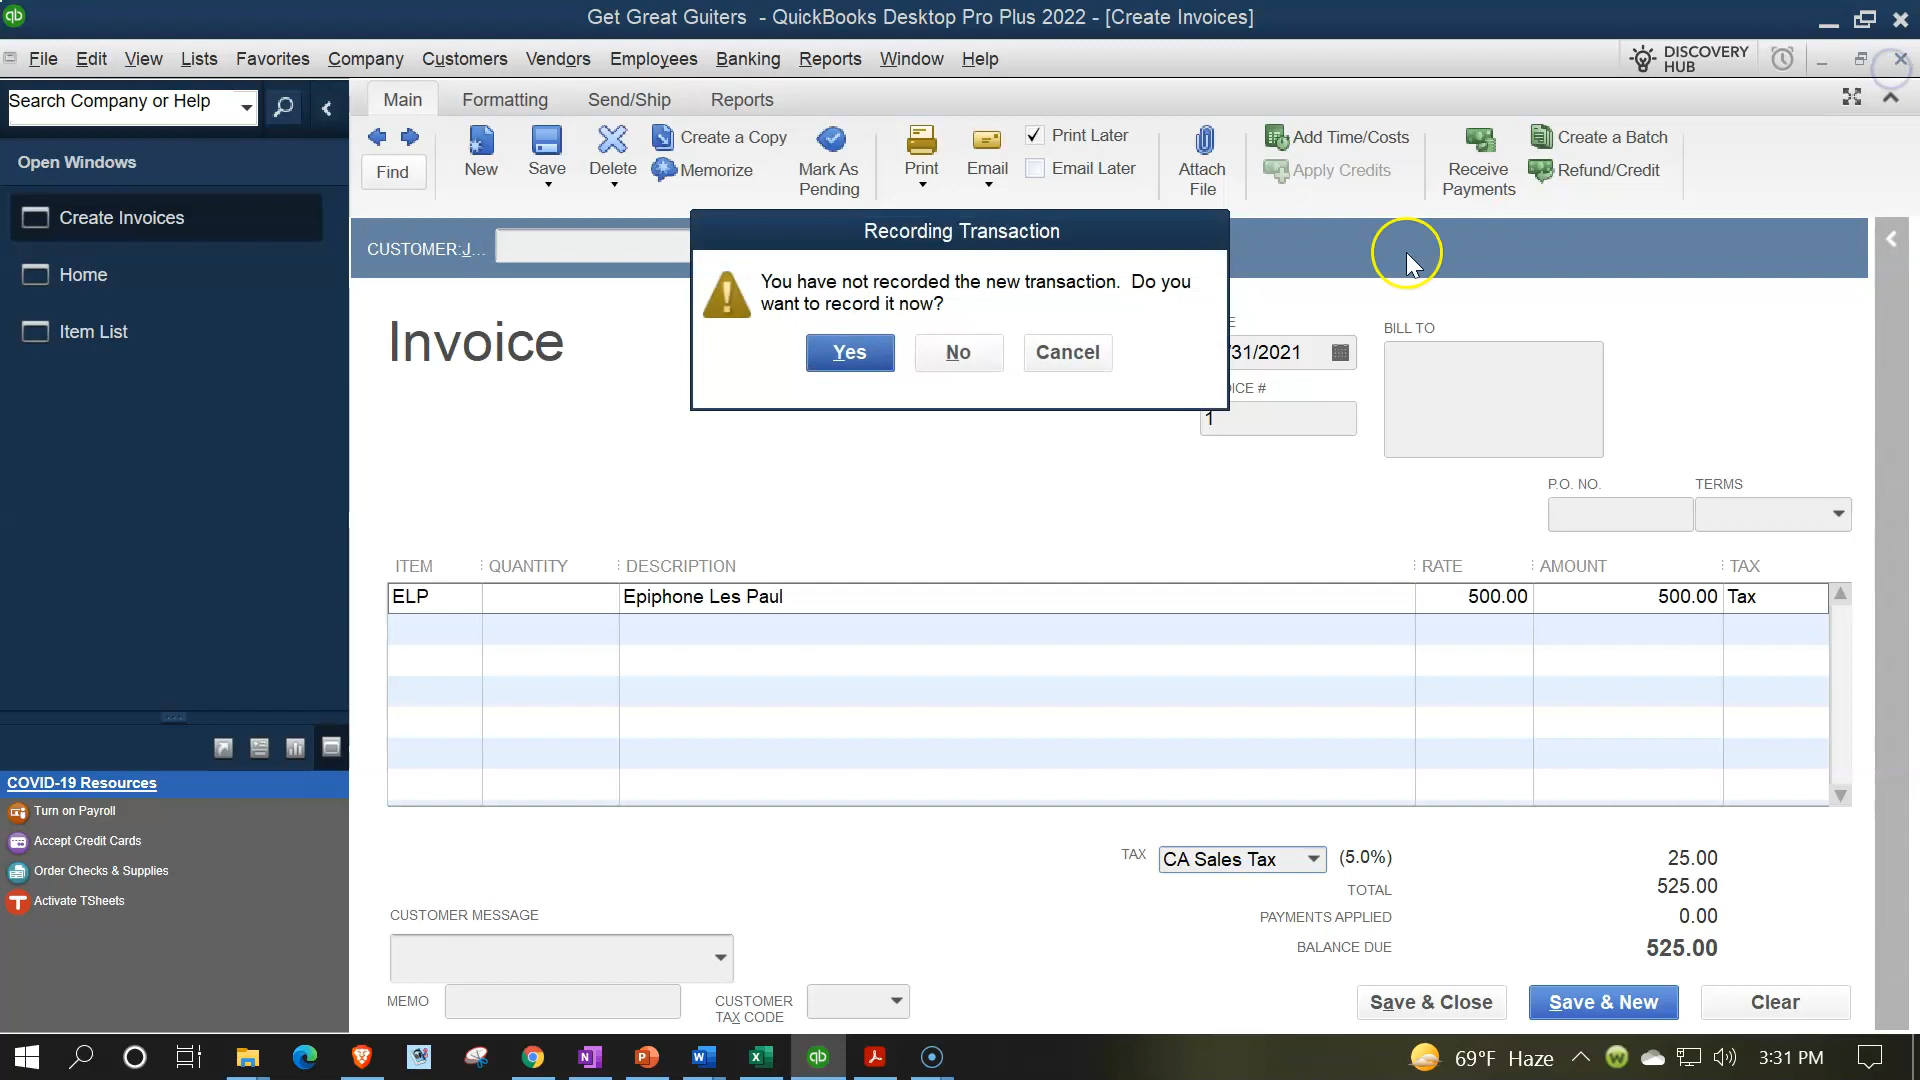 qb
Get Great Guiters - QuickBooks Desktop Pro Plus 2022 - [Create Invoices]
File Edit View Lists Favorites Company Customers Vendors Employees Banking Reports Window Help
DISCOVERY
HUB
Search Company or Help
Main Formatting Send/Ship Reports
Find
New
Save
Delete
Create a Copy
Memorize
Mark As
Pending
Print
Email
Print Later
Email Later
Attach
File
Add Time/Costs
Apply Credits
Receive
Payments
Create a Batch
Refund/Credit
Open Windows
Create Invoices
Home
Item List
COVID-19 Resources
Turn on Payroll
Accept Credit Cards
Order Checks & Supplies
Activate TSheets
CUSTOMER:J...
Recording Transaction
You have not recorded the new transaction. Do you
want to record it now?
Yes No Cancel
Invoice
E
/31/2021
ICE #
1
BILL TO
P.O. NO. TERMS
ITEM QUANTITY DESCRIPTION RATE AMOUNT TAX
ELP Epiphone Les Paul 500.00 500.00 Tax
TAX CA Sales Tax (5.0%) 25.00
TOTAL 525.00
PAYMENTS APPLIED 0.00
BALANCE DUE 525.00
CUSTOMER MESSAGE
MEMO
CUSTOMER
TAX CODE
Save & Close Save & New Clear
69°F Haze
3:31 PM